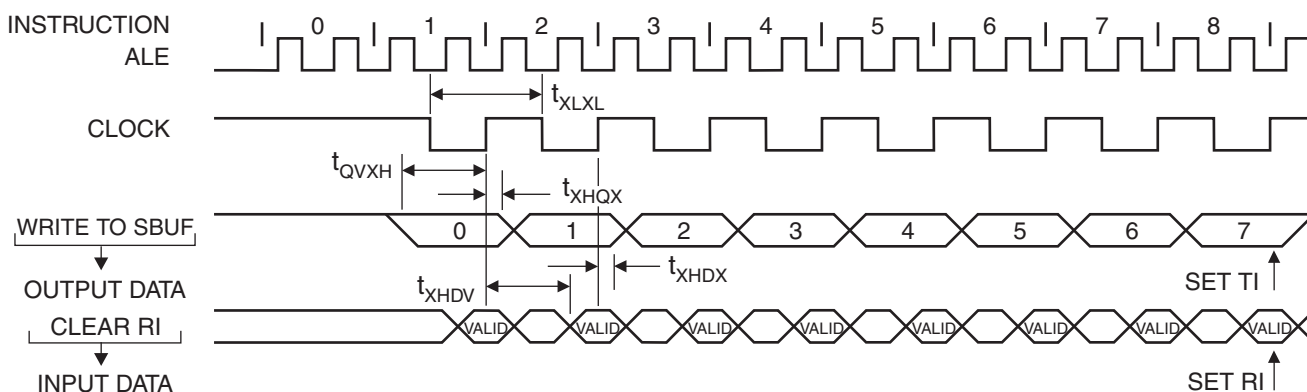 INSTRUCTION 0 1 2 3 4 5 6 7 8
ALE
tXLXL
CLOCK
tQVXH
tXHQX
WRITE TO SBUF 0 1 2 3 4 5 6 7
tXHDV tXHDX SET TI
OUTPUT DATA
CLEAR RI VALID VALID VALID VALID VALID VALID VALID VALID
INPUT DATA SET RI